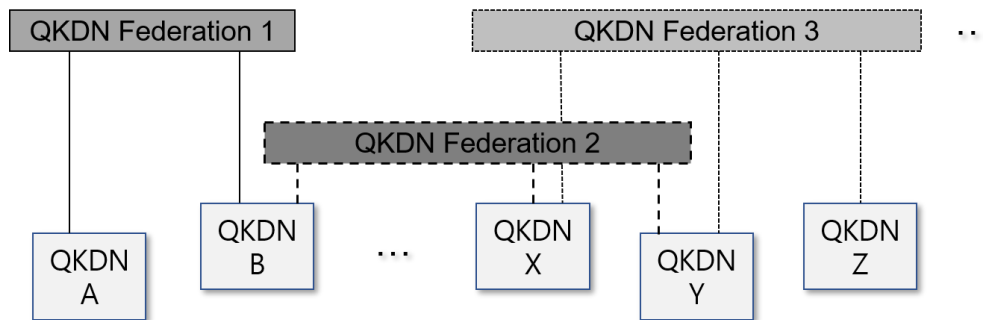 QKDN Federation 1
QKDN Federation 3
..
QKDN Federation 2
QKDN
A
QKDN
B
...
QKDN
X
QKDN
Y
QKDN
Z